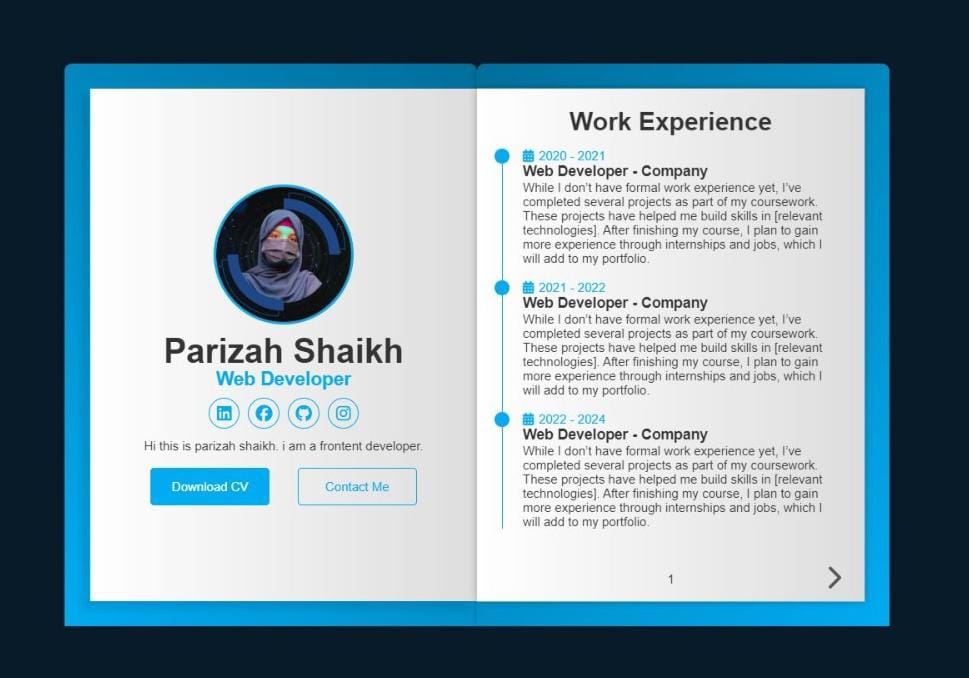 Parizah Shaikh
Web Developer
Hi this is parizah shaikh. i am a frontent developer.
Download CV
Contact Me
Work Experience
2020 - 2021
Web Developer - Company
While I don't have formal work experience yet, I've
completed several projects as part of my coursework.
These projects have helped me build skills in [relevant
technologies]. After finishing my course, I plan to gain
more experience through internships and jobs, which I
will add to my portfolio.
2021 - 2022
Web Developer - Company
While I don't have formal work experience yet, I've
completed several projects as part of my coursework.
These projects have helped me build skills in [relevant
technologies]. After finishing my course, I plan to gain
more experience through internships and jobs, which I
will add to my portfolio.
2022 - 2024
Web Developer - Company
While I don't have formal work experience yet, I've
completed several projects as part of my coursework.
These projects have helped me build skills in [relevant
technologies]. After finishing my course, I plan to gain
more experience through internships and jobs, which I
will add to my portfolio.
1